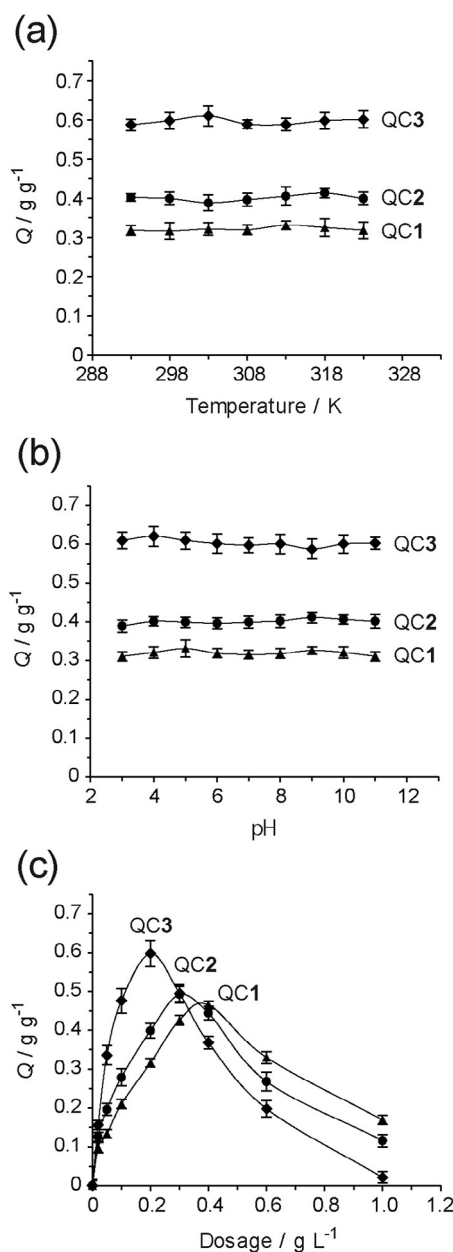 (a)
0.7
0.6
0.5
0.4
0.3
0.2
0.1
0
Q / g g⁻¹
QC3
QC2
QC1
288 298 308 318 328
Temperature / K
(b)
0.7
0.6
0.5
0.4
0.3
0.2
0.1
0
Q / g g⁻¹
QC3
QC2
QC1
2 4 6 8 10 12
pH
(c)
0.7
0.6
0.5
0.4
0.3
0.2
0.1
0
Q / g g⁻¹
QC3
QC2
QC1
0 0.2 0.4 0.6 0.8 1.0 1.2
Dosage / g L⁻¹